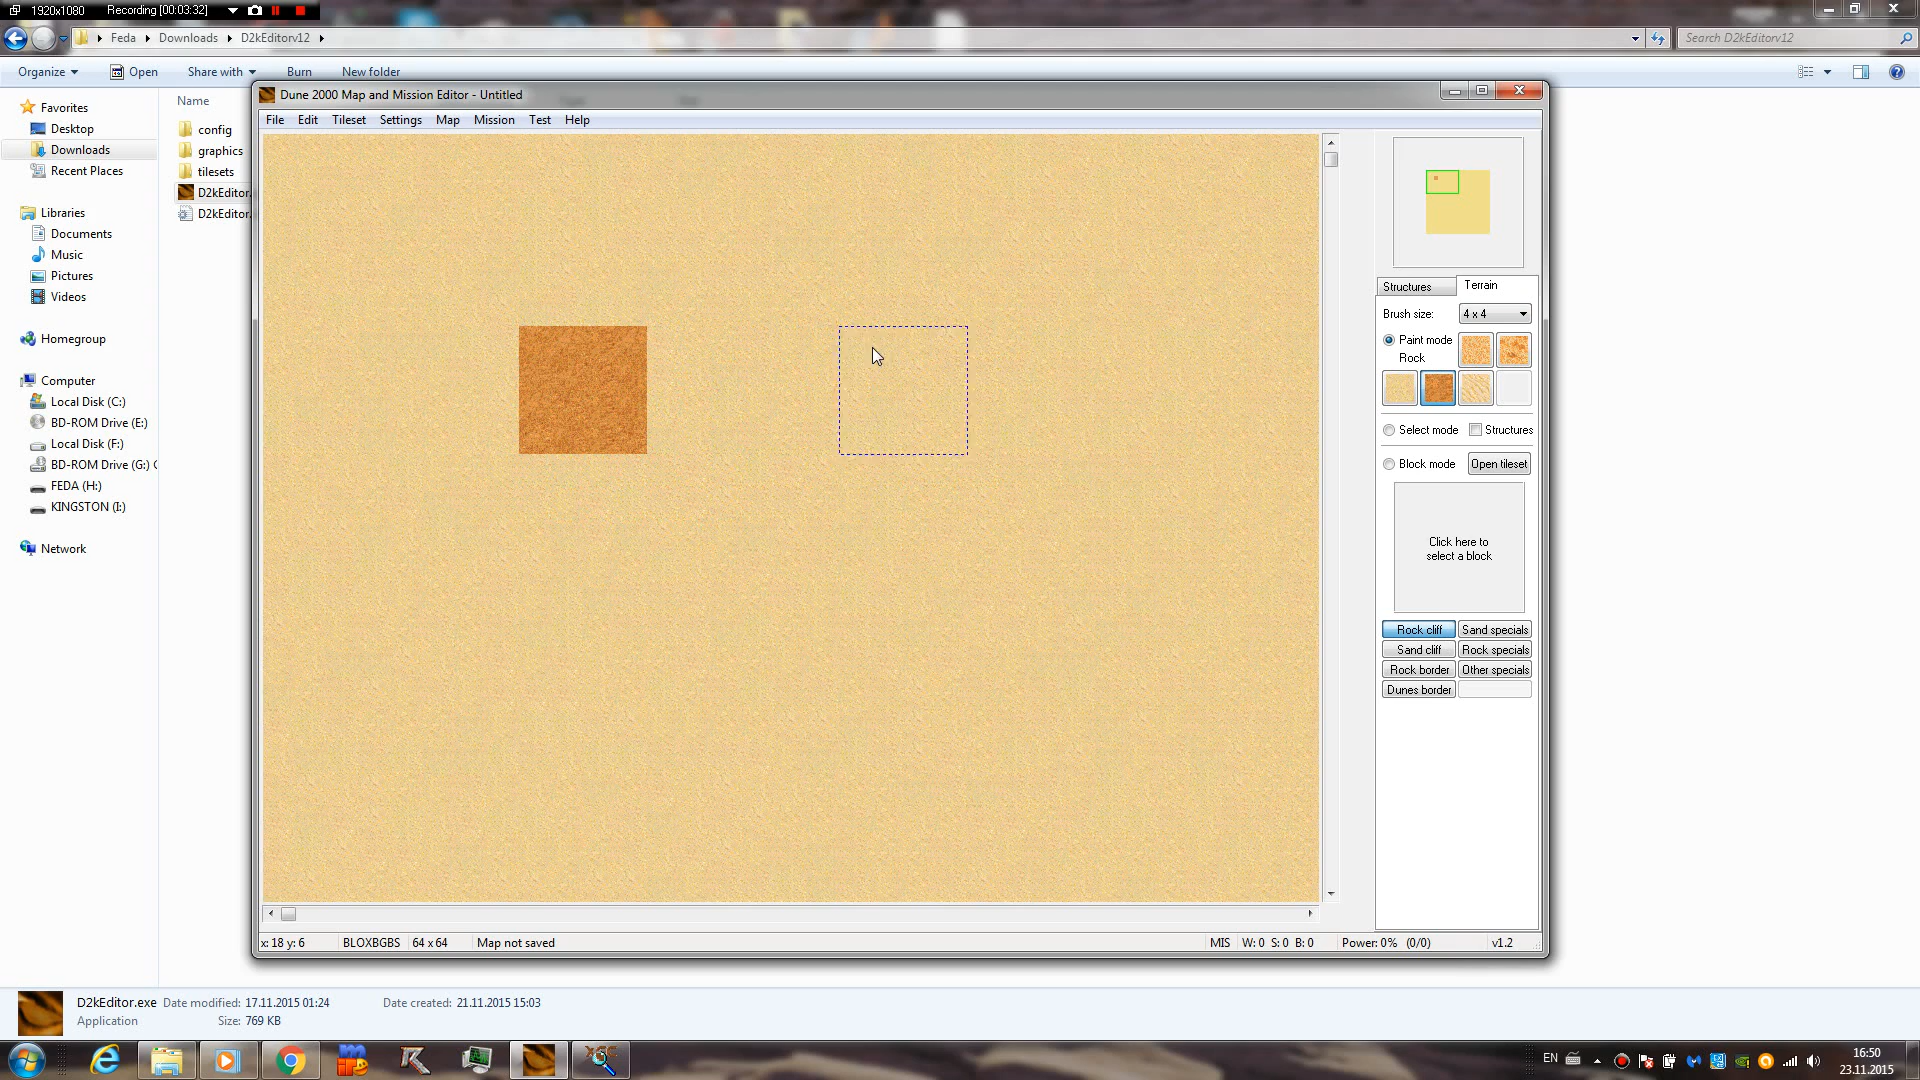 1920x1080 Recording [00:03:32]
Feda Downloads D2kEditorv12
Search D2kEditorv12
Organize Open Share with Burn New folder
Name
Favorites
Desktop
Downloads
Recent Places
Libraries
Documents
Music
Pictures
Videos
Homegroup
Computer
Local Disk (C:)
BD-ROM Drive (E:)
Local Disk (F:)
BD-ROM Drive (G:) (
FEDA (H:)
KINGSTON (I:)
Network
config
graphics
tilesets
D2kEditor.
D2kEditor.
Dune 2000 Map and Mission Editor - Untitled
File Edit Tileset Settings Map Mission Test Help
Structures Terrain
Brush size: 4 x 4
Paint mode
Rock
Select mode Structures
Block mode Open tileset
Click here to
select a block
Rock cliff Sand specials
Sand cliff Rock specials
Rock border Other specials
Dunes border
x: 18 y: 6 BLOXBGBS 64 x 64 Map not saved MIS W: 0 S: 0 B: 0 Power: 0% (0/0) v1.2
D2kEditor.exe Date modified: 17.11.2015 01:24 Date created: 21.11.2015 15:03
Application Size: 769 KB
EN
16:50
23.11.2015